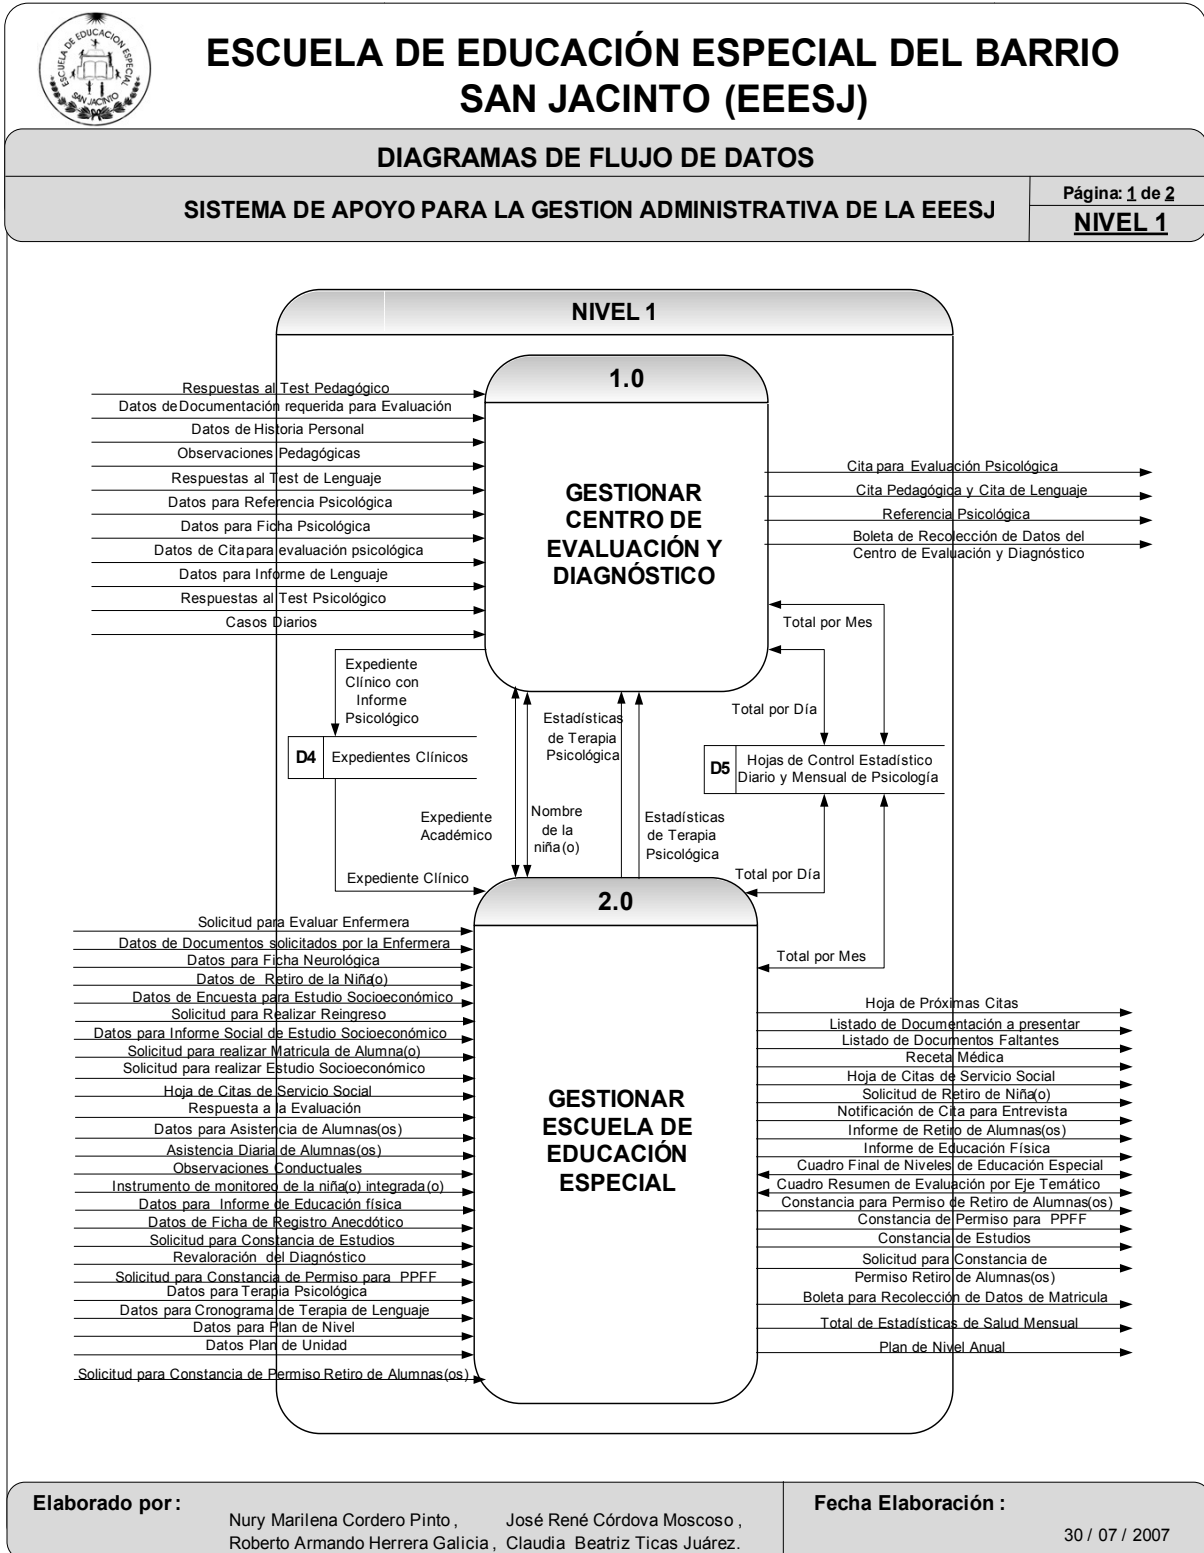 ESCUELA DE EDUCACION ESPECIAL
SAN JACINTO
ESCUELA DE EDUCACIÓN ESPECIAL DEL BARRIO
SAN JACINTO (EEESJ)
DIAGRAMAS DE FLUJO DE DATOS
SISTEMA DE APOYO PARA LA GESTION ADMINISTRATIVA DE LA EEESJ
Página: 1 de 2
NIVEL 1
NIVEL 1
1.0
GESTIONAR
CENTRO DE
EVALUACIÓN Y
DIAGNÓSTICO
Respuestas al Test Pedagógico
Datos de Documentación requerida para Evaluación
Datos de Historia Personal
Observaciones Pedagógicas
Respuestas al Test de Lenguaje
Datos para Referencia Psicológica
Datos para Ficha Psicológica
Datos de Cita para evaluación psicológica
Datos para Informe de Lenguaje
Respuestas al Test Psicológico
Casos Diarios
Cita para Evaluación Psicológica
Cita Pedagógica y Cita de Lenguaje
Referencia Psicológica
Boleta de Recolección de Datos del
Centro de Evaluación y Diagnóstico
Total por Mes
Total por Día
Expediente
Clínico con
Informe
Psicológico
Estadísticas
de Terapia
Psicológica
D4 Expedientes Clínicos
D5 Hojas de Control Estadístico
Diario y Mensual de Psicología
Expediente
Académico
Nombre
de la
niña(o)
Estadísticas
de Terapia
Psicológica
Total por Día
Expediente Clínico
Total por Mes
2.0
GESTIONAR
ESCUELA DE
EDUCACIÓN
ESPECIAL
Solicitud para Evaluar Enfermera
Datos de Documentos solicitados por la Enfermera
Datos para Ficha Neurológica
Datos de Retiro de la Niña(o)
Datos de Encuesta para Estudio Socioeconómico
Solicitud para Realizar Reingreso
Datos para Informe Social de Estudio Socioeconómico
Solicitud para realizar Matricula de Alumna(o)
Solicitud para realizar Estudio Socioeconómico
Hoja de Citas de Servicio Social
Respuesta a la Evaluación
Datos para Asistencia de Alumnas(os)
Asistencia Diaria de Alumnas(os)
Observaciones Conductuales
Instrumento de monitoreo de la niña(o) integrada(o)
Datos para Informe de Educación física
Datos de Ficha de Registro Anecdótico
Solicitud para Constancia de Estudios
Revaloración del Diagnóstico
Solicitud para Constancia de Permiso para PPFF
Datos para Terapia Psicológica
Datos para Cronograma de Terapia de Lenguaje
Datos para Plan de Nivel
Datos Plan de Unidad
Solicitud para Constancia de Permiso Retiro de Alumnas(os)
Hoja de Próximas Citas
Listado de Documentación a presentar
Listado de Documentos Faltantes
Receta Médica
Hoja de Citas de Servicio Social
Solicitud de Retiro de Niña(o)
Notificación de Cita para Entrevista
Informe de Retiro de Alumnas(os)
Informe de Educación Física
Cuadro Final de Niveles de Educación Especial
Cuadro Resumen de Evaluación por Eje Temático
Constancia para Permiso de Retiro de Alumnas(os)
Constancia de Permiso para PPFF
Constancia de Estudios
Solicitud para Constancia de
Permiso Retiro de Alumnas(os)
Boleta para Recolección de Datos de Matricula
Total de Estadísticas de Salud Mensual
Plan de Nivel Anual
Elaborado por :
Nury Marilena Cordero Pinto , José René Córdova Moscoso ,
Roberto Armando Herrera Galicia , Claudia Beatriz Ticas Juárez.
Fecha Elaboración :
30 / 07 / 2007